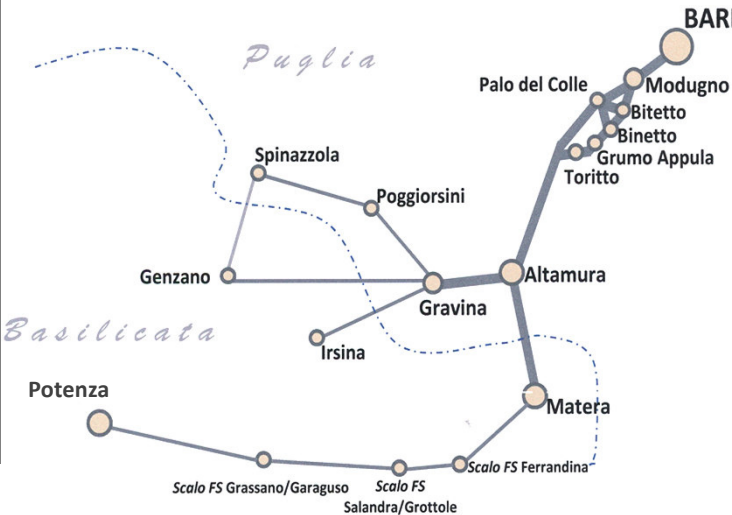 BARI
Puglia
Palo del Colle
Modugno
Bitetto
Binetto
Grumo Appula
Toritto
Spinazzola
Poggiorsini
Genzano
Altamura
Gravina
Basilicata
Irsina
Potenza
Matera
Scalo FS Ferrandina
Scalo FS Grassano/Garaguso
Scalo FS
Salandra/Grottole